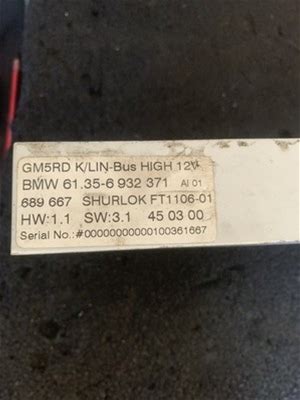 GM5RD K/LIN-Bus HIGH 12V
BMW 61.35-6 932 371 AI 01
689 667 SHURLOK FT1106-01
HW:1.1 SW:3.1 45 03 00
Serial No.:#00000000000100361667